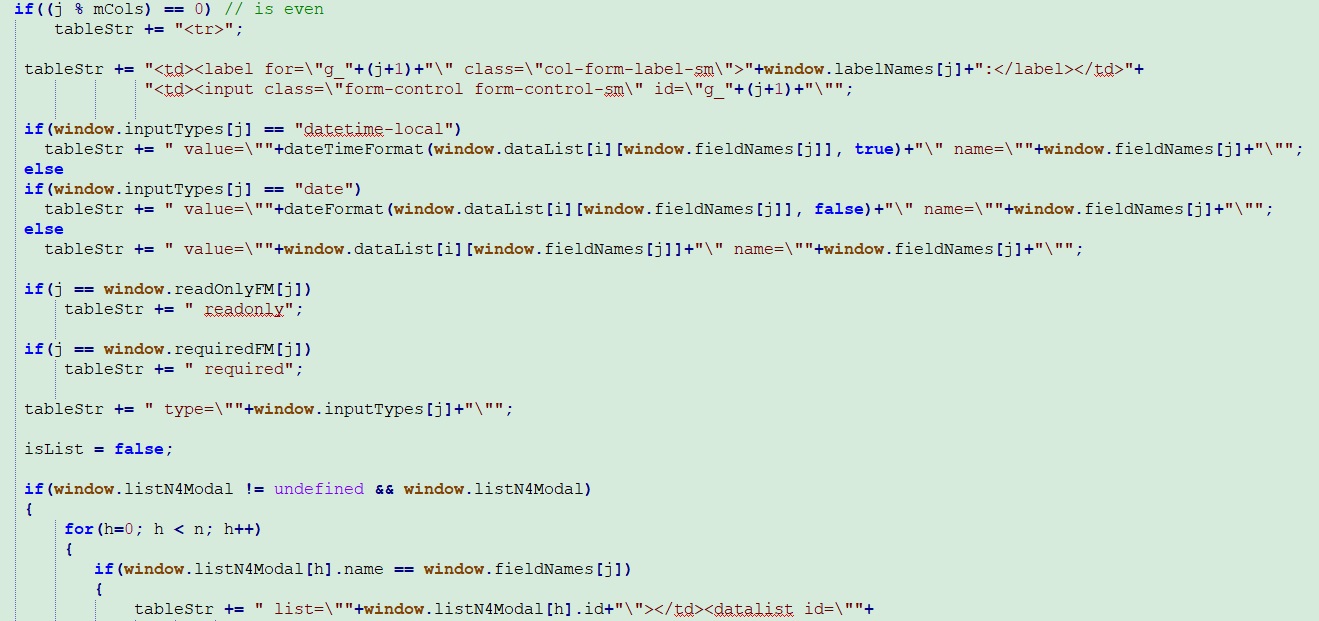 if((j % mCols) == 0) // is even
tableStr += "<tr>";
tableStr += "<td><label for=\"g_"+(j+1)+"\" class=\"col-form-label-sm\">"+window.labelNames[j]+":</label></td>"+
"<td><input class=\"form-control form-control-sm\" id=\"g_"+(j+1)+"\"";
if(window.inputTypes[j] == "datetime-local")
tableStr += " value=\""+dateTimeFormat(window.dataList[i][window.fieldNames[j]], true)+"\" name=\""+window.fieldNames[j]+"\"";
else
if(window.inputTypes[j] == "date")
tableStr += " value=\""+dateFormat(window.dataList[i][window.fieldNames[j]], false)+"\" name=\""+window.fieldNames[j]+"\"";
else
tableStr += " value=\""+window.dataList[i][window.fieldNames[j]]+"\" name=\""+window.fieldNames[j]+"\"";
if(j == window.readOnlyFM[j])
tableStr += " readonly";
if(j == window.requiredFM[j])
tableStr += " required";
tableStr += " type=\""+window.inputTypes[j]+"\"";
isList = false;
if(window.listN4Modal != undefined && window.listN4Modal)
{
for(h=0; h < n; h++)
{
if(window.listN4Modal[h].name == window.fieldNames[j])
{
tableStr += " list=\""+window.listN4Modal[h].id+"\"></td><datalist id=\""+